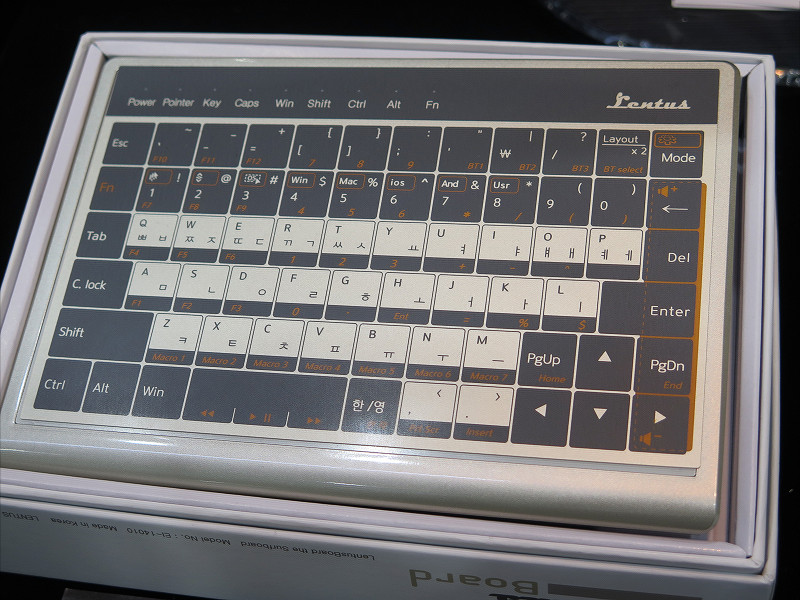 Power Pointer Key Caps Win Shift Ctrl Alt Fn Lentus
Esc ` ~ - _ = + [ { ] } ; : ' " ₩ | / ? Layout x 2 Mode
F10 F11 F12 7 8 9 BT1 BT2 BT3 BT select
Fn 1 ! $ 2 @ 3 # Win $ 4 Mac % 5 ios ^ 6 And & 7 Usr * 8 9 ( 0 ) ←
F7 F8 F9 4 5 6 * / ( )
Tab Q ㅃ ㅂ W ㅉ ㅈ E ㄸ ㄷ R ㄲ ㄱ T ㅆ ㅅ Y ㅛ U ㅕ I ㅑ O ㅒ ㅐ P ㅖ ㅔ Del
F4 F5 F6 1 2 3 + -
C. lock A ㅁ S ㄴ D ㅇ F ㄹ G ㅎ H ㅗ J ㅓ K ㅏ L ㅣ Enter
F1 F2 F3 0 . Ent = % $
Shift Z ㅋ X ㅌ C ㅊ V ㅍ B ㅠ N ㅜ M ㅡ PgUp ▲ PgDn
Macro 1 Macro 2 Macro 3 Macro 4 Macro 5 Macro 6 Macro 7 Home End
Ctrl Alt Win 한/영 , < . > ◀ ▼ ▶
Prt Scr Insert
LentusBoard the Surfboard Model No.: EI-14010 Made in Korea LENTUS
Board